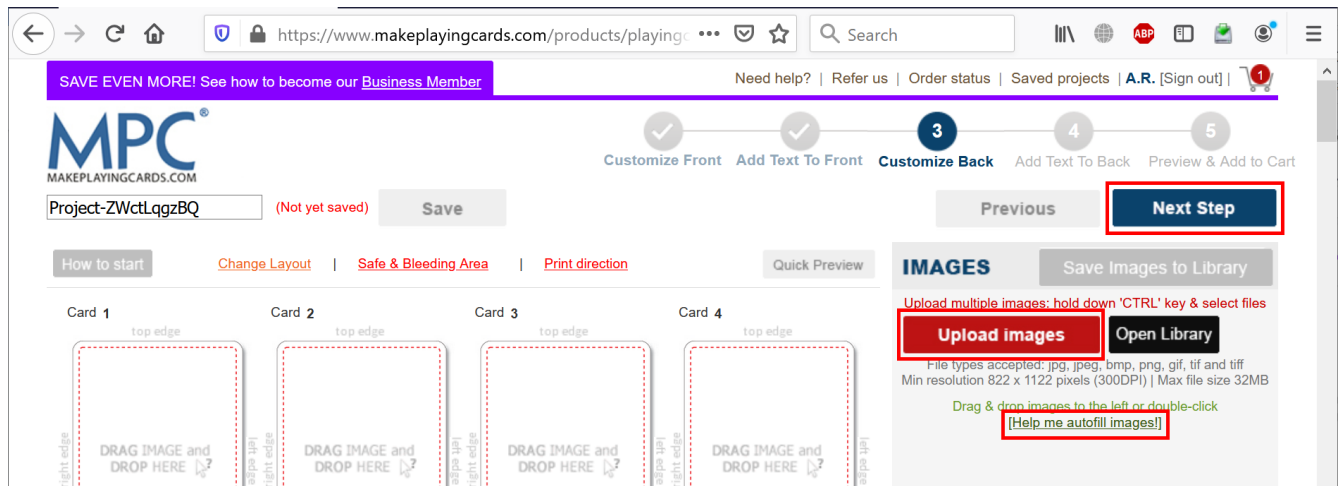 https://www.makeplayingcards.com/products/playing
Search
ABP
SAVE EVEN MORE! See how to become our Business Member
Need help? | Refer us | Order status | Saved projects | A.R. [Sign out] | 1
MPC®
MAKEPLAYINGCARDS.COM
3 4 5
Customize Front Add Text To Front Customize Back Add Text To Back Preview & Add to Cart
Project-ZWctLqgzBQ (Not yet saved) Save Previous Next Step
How to start Change Layout | Safe & Bleeding Area | Print direction Quick Preview
IMAGES Save Images to Library
Upload multiple images: hold down 'CTRL' key & select files
Upload images Open Library
File types accepted: jpg, jpeg, bmp, png, gif, tif and tiff
Min resolution 822 x 1122 pixels (300DPI) | Max file size 32MB
Drag & drop images to the left or double-click
[Help me autofill images!]
Card 1 Card 2 Card 3 Card 4
top edge top edge top edge top edge
right edge left edge right edge left edge right edge left edge right edge left edge
DRAG IMAGE and DRAG IMAGE and DRAG IMAGE and DRAG IMAGE and
DROP HERE ? DROP HERE ? DROP HERE ? DROP HERE ?